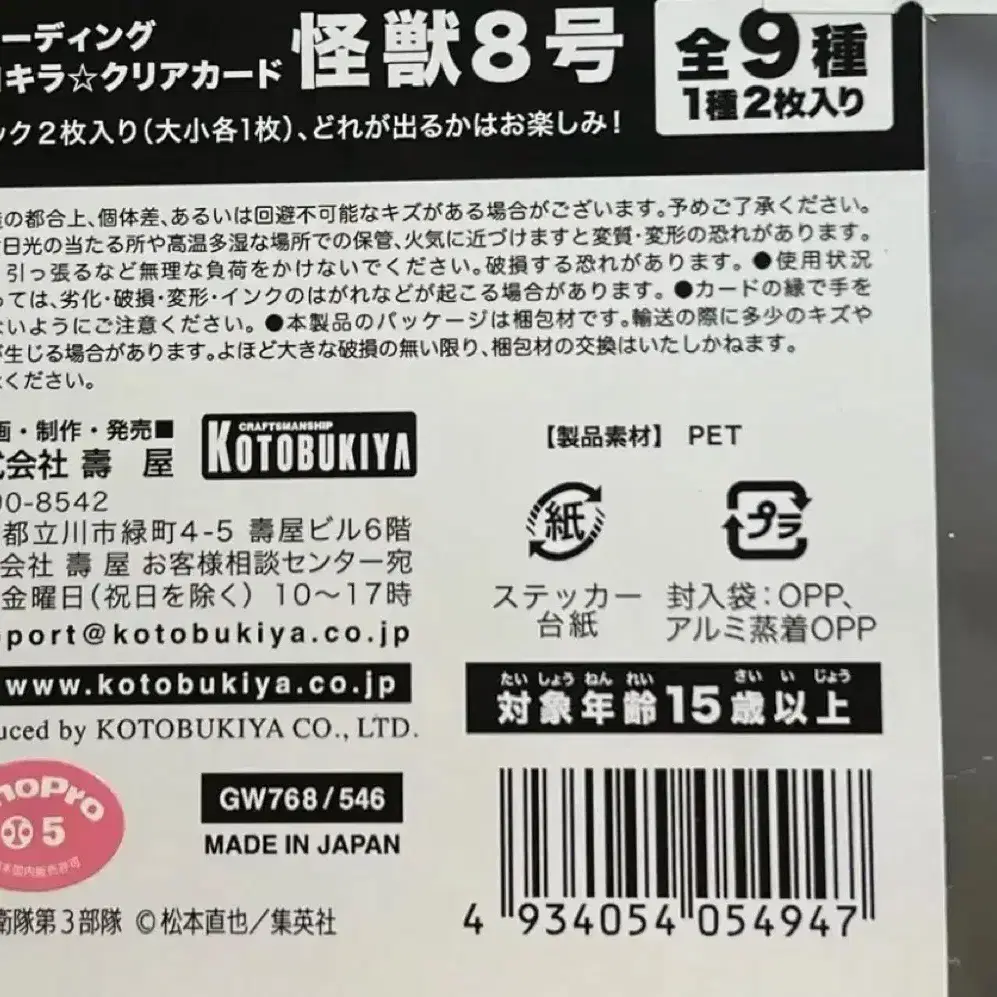 ーディング
キラ☆クリアカード 怪獣8号
全9種
1種2枚入り
ック2枚入り(大小各1枚)、どれが出るかはお楽しみ!
の都合上、個体差、あるいは回避不可能なキズがある場合がございます。予めご了承ください。
日光の当たる所や高温多湿な場所での保管、火気に近づけますと変質・変形の恐れがあります。
引っ張るなど無理な負荷をかけないでください。破損する恐れがあります。●使用状況
っては、劣化・破損・変形・インクのはがれなどが起こる場合があります。●カードの縁で手を
ないようにご注意ください。●本製品のパッケージは梱包材です。輸送の際に多少のキズや
が生じる場合があります。よほど大きな破損の無い限り、梱包材の交換はいたしかねます。
ください。
画・制作・発売■
式会社 壽 屋
CRAFTSMANSHIP
KOTOBUKIYA
00-8542
都立川市緑町4-5 壽屋ビル6階
会社 壽 屋 お客様相談センター宛
金曜日(祝日を除く) 10〜17時
pport@kotobukiya.co.jp
www.kotobukiya.co.jp
uced by KOTOBUKIYA CO., LTD.
【製品素材】 PET
紙
プラ
ステッカー
台紙
封入袋:OPP、
アルミ蒸着OPP
たいしょうねんれい さいいじょう
対象年齢15歳以上
noPro
5
本国内販売許可
GW768/546
MADE IN JAPAN
衛隊第3部隊 ©松本直也/集英社
4 934054 054947